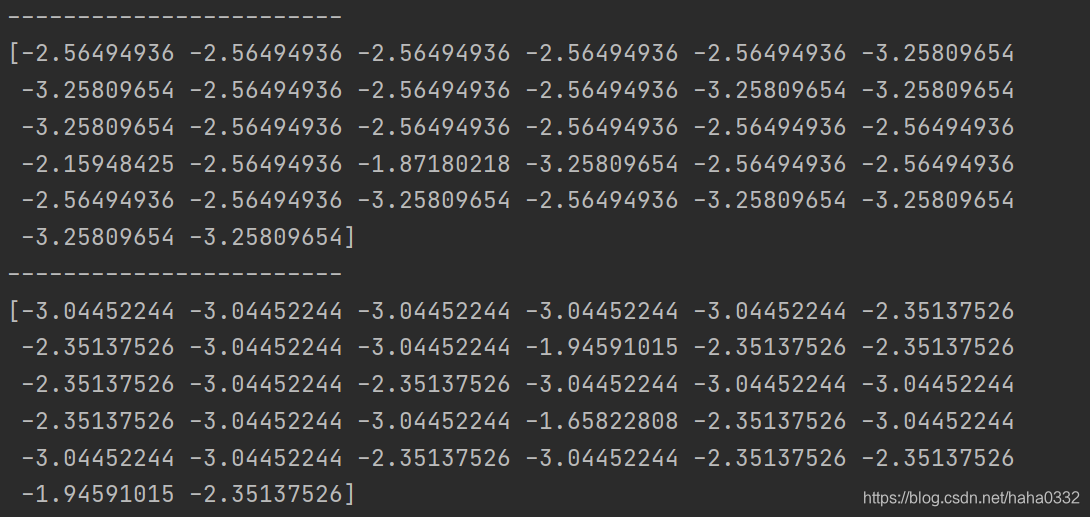 ------------------------
[-2.56494936 -2.56494936 -2.56494936 -2.56494936 -2.56494936 -3.25809654
-3.25809654 -2.56494936 -2.56494936 -2.56494936 -3.25809654 -3.25809654
-3.25809654 -2.56494936 -2.56494936 -2.56494936 -2.56494936 -2.56494936
-2.15948425 -2.56494936 -1.87180218 -3.25809654 -2.56494936 -2.56494936
-2.56494936 -2.56494936 -3.25809654 -2.56494936 -3.25809654 -3.25809654
-3.25809654 -3.25809654]
------------------------
[-3.04452244 -3.04452244 -3.04452244 -3.04452244 -3.04452244 -2.35137526
-2.35137526 -3.04452244 -3.04452244 -1.94591015 -2.35137526 -2.35137526
-2.35137526 -3.04452244 -2.35137526 -3.04452244 -3.04452244 -3.04452244
-2.35137526 -3.04452244 -3.04452244 -1.65822808 -2.35137526 -3.04452244
-3.04452244 -3.04452244 -2.35137526 -3.04452244 -2.35137526 -2.35137526
-1.94591015 -2.35137526]
https://blog.csdn.net/haha0332